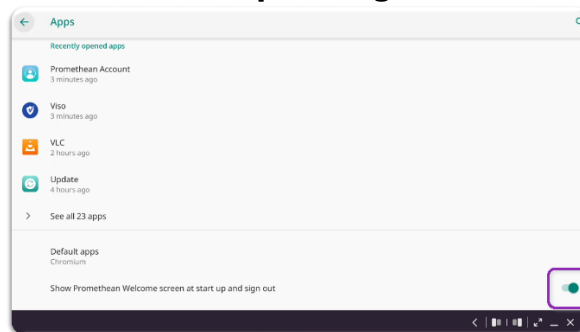 Apps
Recently opened apps
Promethean Account
3 minutes ago
Viso
3 minutes ago
VLC
2 hours ago
Update
4 hours ago
See all 23 apps
Default apps
Chromium
Show Promethean Welcome screen at start up and sign out